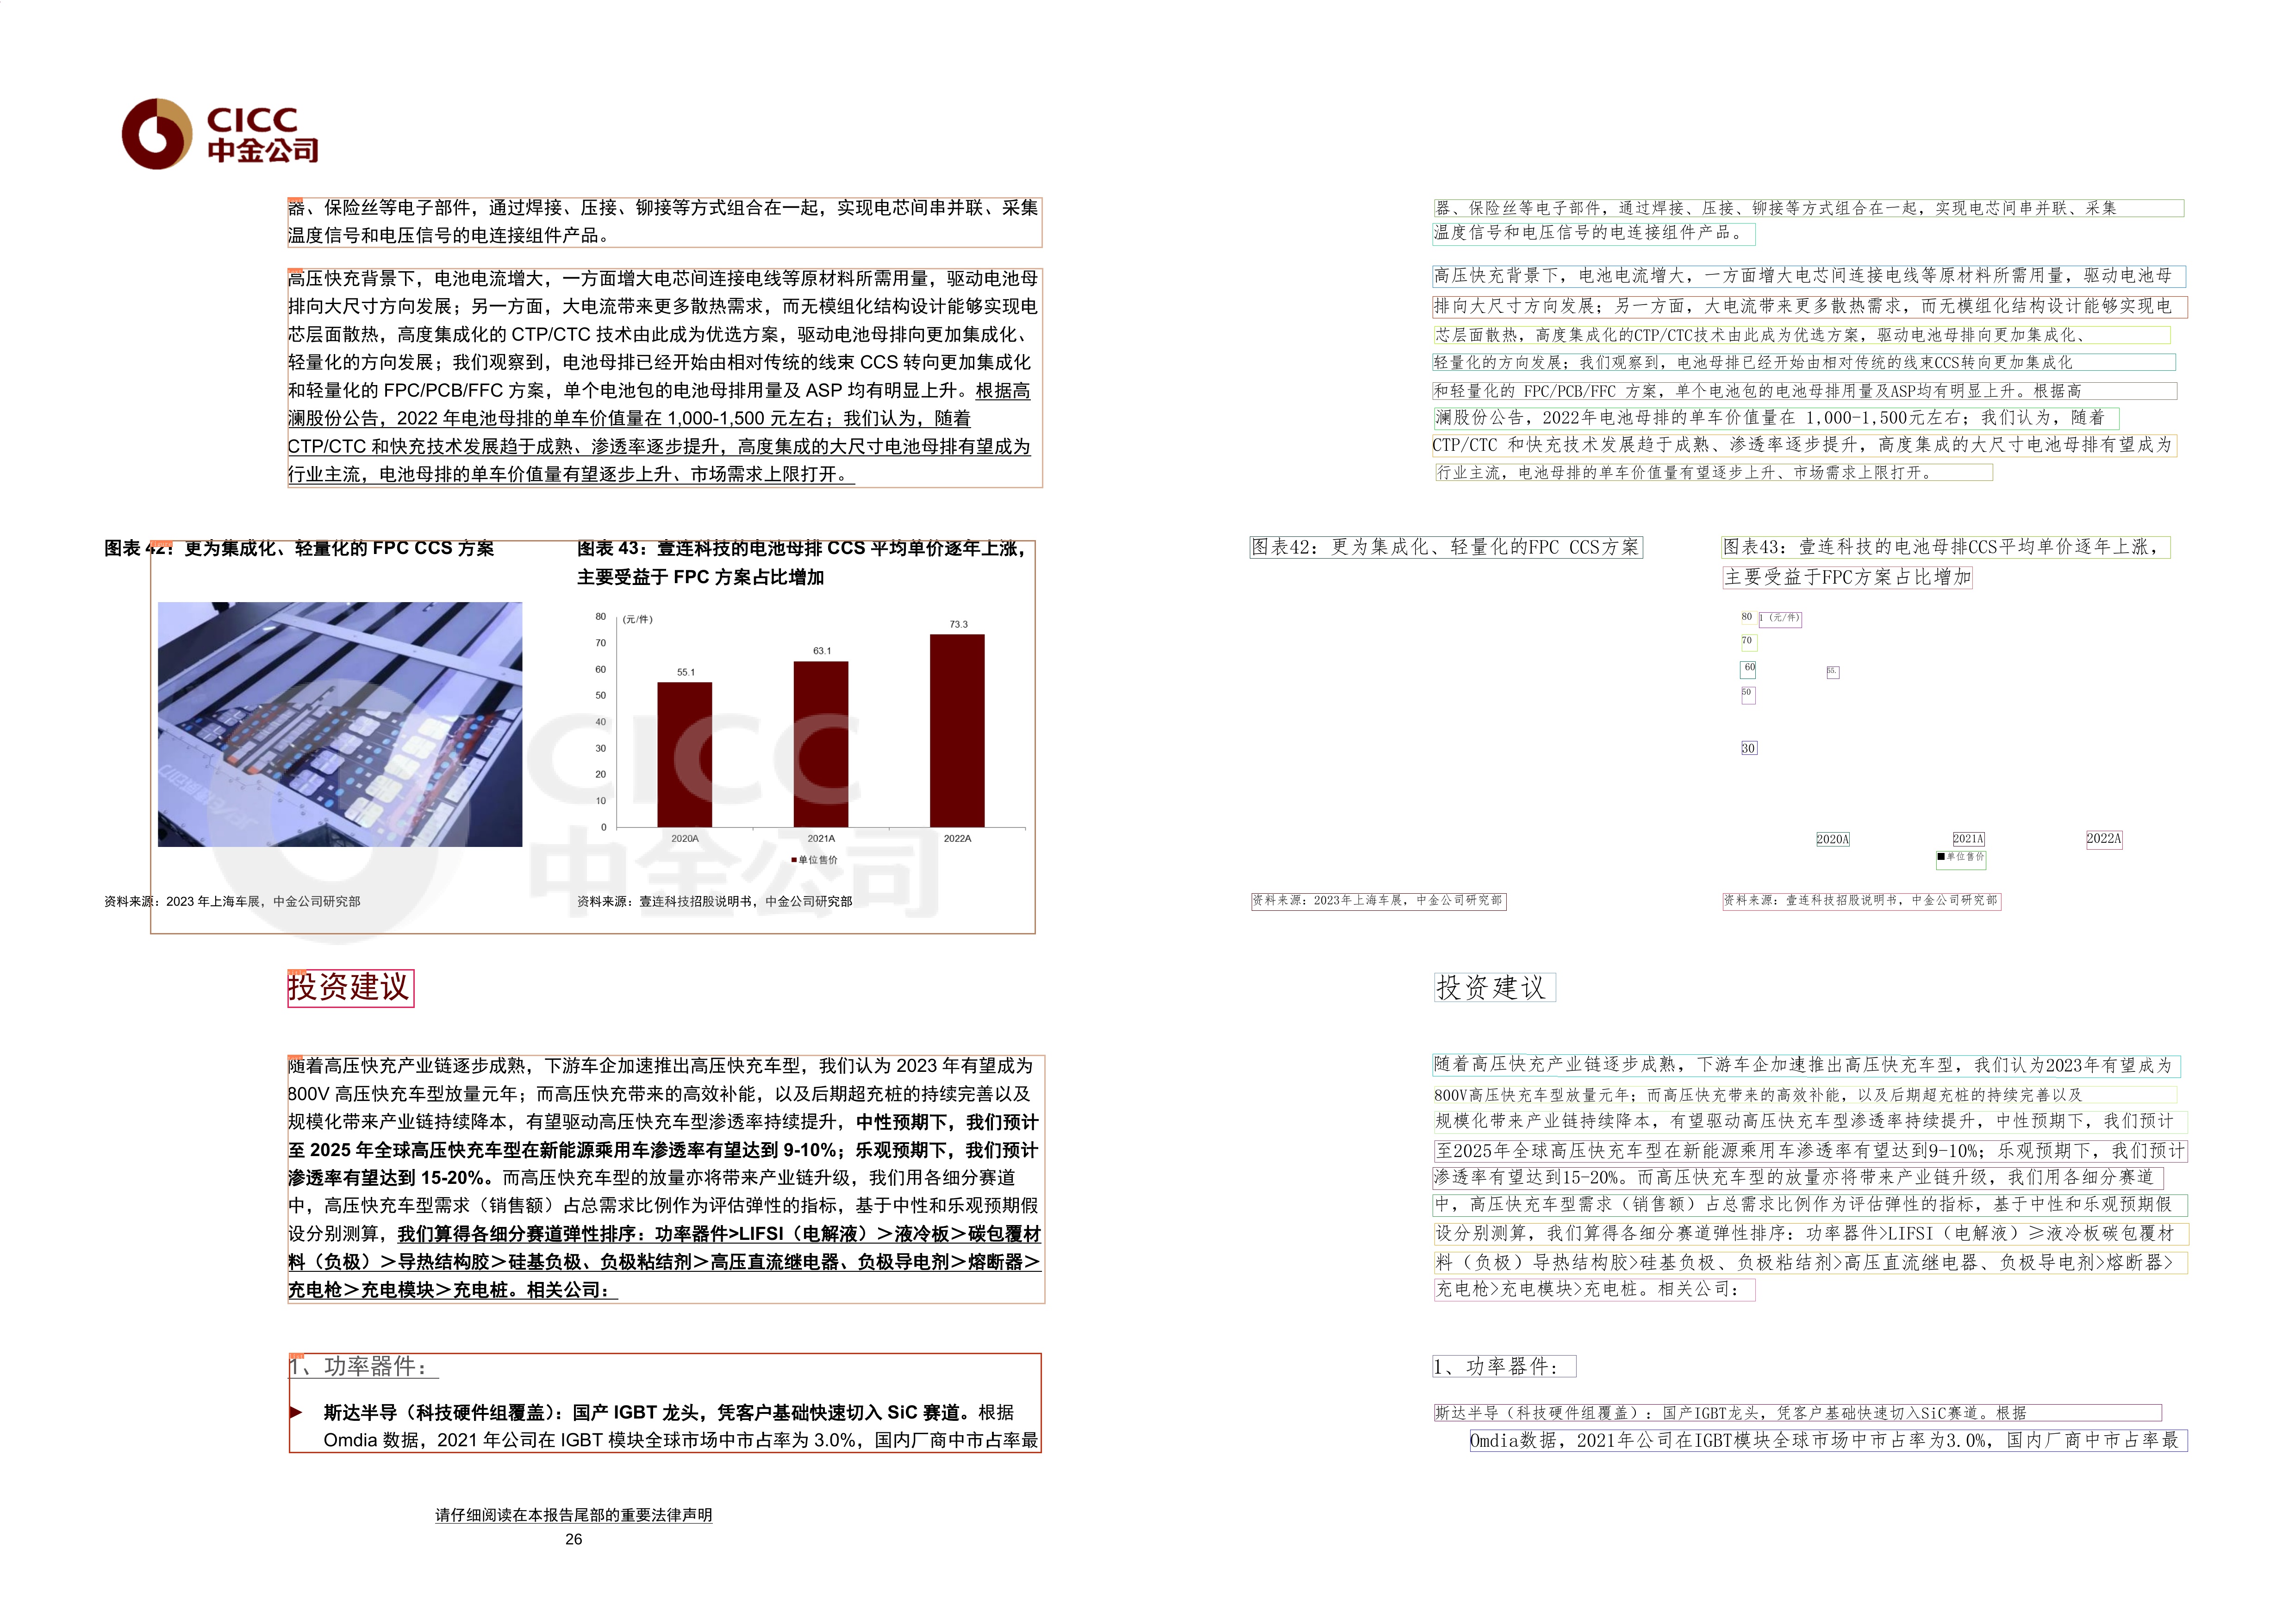 CICC
中金公司
器、保险丝等电子部件，通过焊接、压接、铆接等方式组合在一起，实现电芯间串并联、采集
温度信号和电压信号的电连接组件产品。
高压快充背景下，电池电流增大，一方面增大电芯间连接电线等原材料所需用量，驱动电池母
排向大尺寸方向发展；另一方面，大电流带来更多散热需求，而无模组化结构设计能够实现电
芯层面散热，高度集成化的 CTP/CTC 技术由此成为优选方案，驱动电池母排向更加集成化、
轻量化的方向发展；我们观察到，电池母排已经开始由相对传统的线束 CCS 转向更加集成化
和轻量化的 FPC/PCB/FFC 方案，单个电池包的电池母排用量及 ASP 均有明显上升。根据高
澜股份公告，2022 年电池母排的单车价值量在 1,000-1,500 元左右；我们认为，随着
CTP/CTC 和快充技术发展趋于成熟、渗透率逐步提升，高度集成的大尺寸电池母排有望成为
行业主流，电池母排的单车价值量有望逐步上升、市场需求上限打开。
图表 42：更为集成化、轻量化的 FPC CCS 方案
图表 43：壹连科技的电池母排 CCS 平均单价逐年上涨，
主要受益于 FPC 方案占比增加
(元/件)
80
70
60
50
40
30
20
10
0
55.1
63.1
73.3
2020A
2021A
2022A
■单位售价
CICC
中金公司
资料来源：2023 年上海车展，中金公司研究部
资料来源：壹连科技招股说明书，中金公司研究部
投资建议
随着高压快充产业链逐步成熟，下游车企加速推出高压快充车型，我们认为 2023 年有望成为
800V 高压快充车型放量元年；而高压快充带来的高效补能，以及后期超充桩的持续完善以及
规模化带来产业链持续降本，有望驱动高压快充车型渗透率持续提升，中性预期下，我们预计
至 2025 年全球高压快充车型在新能源乘用车渗透率有望达到 9-10%；乐观预期下，我们预计
渗透率有望达到 15-20%。而高压快充车型的放量亦将带来产业链升级，我们用各细分赛道
中，高压快充车型需求（销售额）占总需求比例作为评估弹性的指标，基于中性和乐观预期假
设分别测算，我们算得各细分赛道弹性排序：功率器件>LIFSI（电解液）＞液冷板＞碳包覆材
料（负极）＞导热结构胶＞硅基负极、负极粘结剂＞高压直流继电器、负极导电剂＞熔断器＞
充电枪＞充电模块＞充电桩。相关公司：
1、功率器件：
斯达半导（科技硬件组覆盖）：国产 IGBT 龙头，凭客户基础快速切入 SiC 赛道。根据
Omdia 数据，2021 年公司在 IGBT 模块全球市场中市占率为 3.0%，国内厂商中市占率最
请仔细阅读在本报告尾部的重要法律声明
26
器、保险丝等电子部件，通过焊接、压接、铆接等方式组合在一起，实现电芯间串并联、采集
温度信号和电压信号的电连接组件产品。
高压快充背景下，电池电流增大，一方面增大电芯间连接电线等原材料所需用量，驱动电池母
排向大尺寸方向发展；另一方面，大电流带来更多散热需求，而无模组化结构设计能够实现电
芯层面散热，高度集成化的CTP/CTC技术由此成为优选方案，驱动电池母排向更加集成化、
轻量化的方向发展；我们观察到，电池母排已经开始由相对传统的线束CCS转向更加集成化
和轻量化的 FPC/PCB/FFC 方案，单个电池包的电池母排用量及ASP均有明显上升。根据高
澜股份公告，2022年电池母排的单车价值量在 1,000-1,500元左右；我们认为，随着
CTP/CTC 和快充技术发展趋于成熟、渗透率逐步提升，高度集成的大尺寸电池母排有望成为
行业主流，电池母排的单车价值量有望逐步上升、市场需求上限打开。
图表42：更为集成化、轻量化的FPC CCS方案
图表43：壹连科技的电池母排CCS平均单价逐年上涨，
主要受益于FPC方案占比增加
80
1 (元/件)
70
60
55.
50
30
2020A
2021A
2022A
■单位售价
资料来源：2023年上海车展，中金公司研究部
资料来源：壹连科技招股说明书，中金公司研究部
投资建议
随着高压快充产业链逐步成熟，下游车企加速推出高压快充车型，我们认为2023年有望成为
800V高压快充车型放量元年；而高压快充带来的高效补能，以及后期超充桩的持续完善以及
规模化带来产业链持续降本，有望驱动高压快充车型渗透率持续提升，中性预期下，我们预计
至2025年全球高压快充车型在新能源乘用车渗透率有望达到9-10%；乐观预期下，我们预计
渗透率有望达到15-20%。而高压快充车型的放量亦将带来产业链升级，我们用各细分赛道
中，高压快充车型需求（销售额）占总需求比例作为评估弹性的指标，基于中性和乐观预期假
设分别测算，我们算得各细分赛道弹性排序：功率器件>LIFSI（电解液）≥液冷板碳包覆材
料（负极）导热结构胶>硅基负极、负极粘结剂>高压直流继电器、负极导电剂>熔断器>
充电枪>充电模块>充电桩。相关公司：
1、功率器件：
斯达半导（科技硬件组覆盖）：国产IGBT龙头，凭客户基础快速切入SiC赛道。根据
Omdia数据，2021年公司在IGBT模块全球市场中市占率为3.0%，国内厂商中市占率最